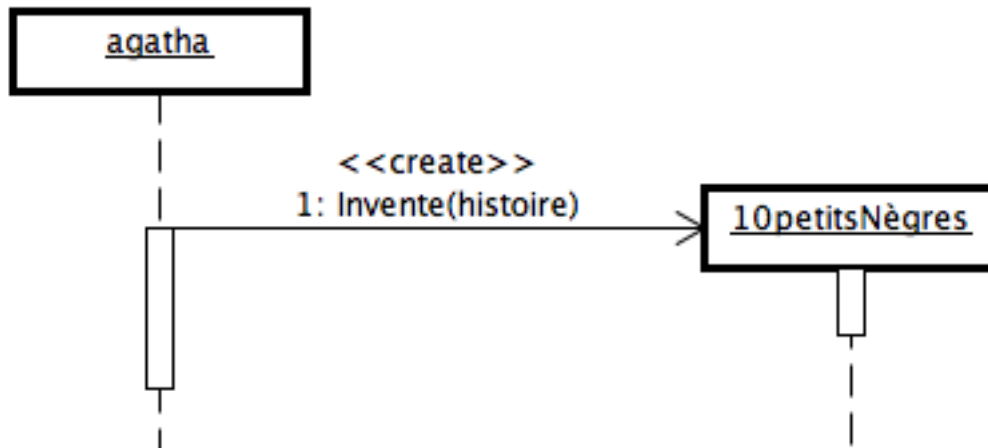 agatha
<<create>>
1: Invente(histoire)
10petitsNègres